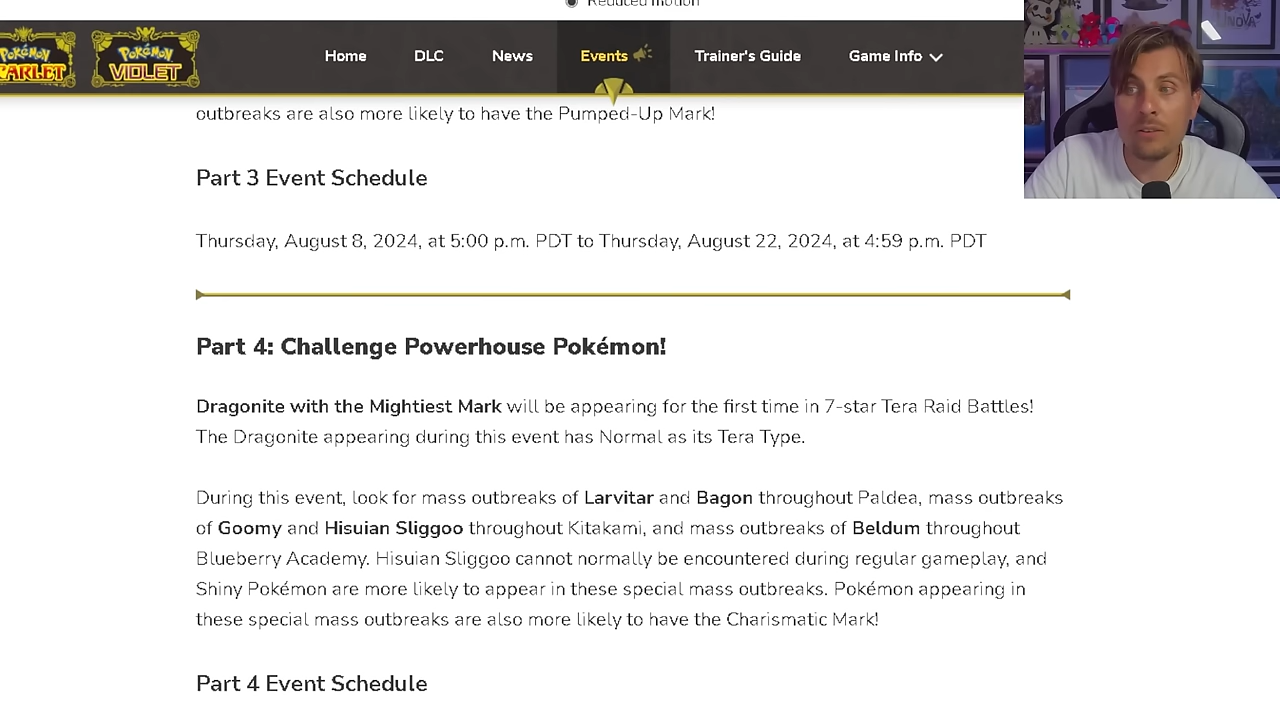 Reduced motion
POKÉMON
SCARLET
POKÉMON
VIOLET
Home
DLC
News
Events
Trainer's Guide
Game Info
outbreaks are also more likely to have the Pumped-Up Mark!
Part 3 Event Schedule
Thursday, August 8, 2024, at 5:00 p.m. PDT to Thursday, August 22, 2024, at 4:59 p.m. PDT
Part 4: Challenge Powerhouse Pokémon!
Dragonite with the Mightiest Mark will be appearing for the first time in 7-star Tera Raid Battles!
The Dragonite appearing during this event has Normal as its Tera Type.
During this event, look for mass outbreaks of Larvitar and Bagon throughout Paldea, mass outbreaks
of Goomy and Hisuian Sliggoo throughout Kitakami, and mass outbreaks of Beldum throughout
Blueberry Academy. Hisuian Sliggoo cannot normally be encountered during regular gameplay, and
Shiny Pokémon are more likely to appear in these special mass outbreaks. Pokémon appearing in
these special mass outbreaks are also more likely to have the Charismatic Mark!
Part 4 Event Schedule